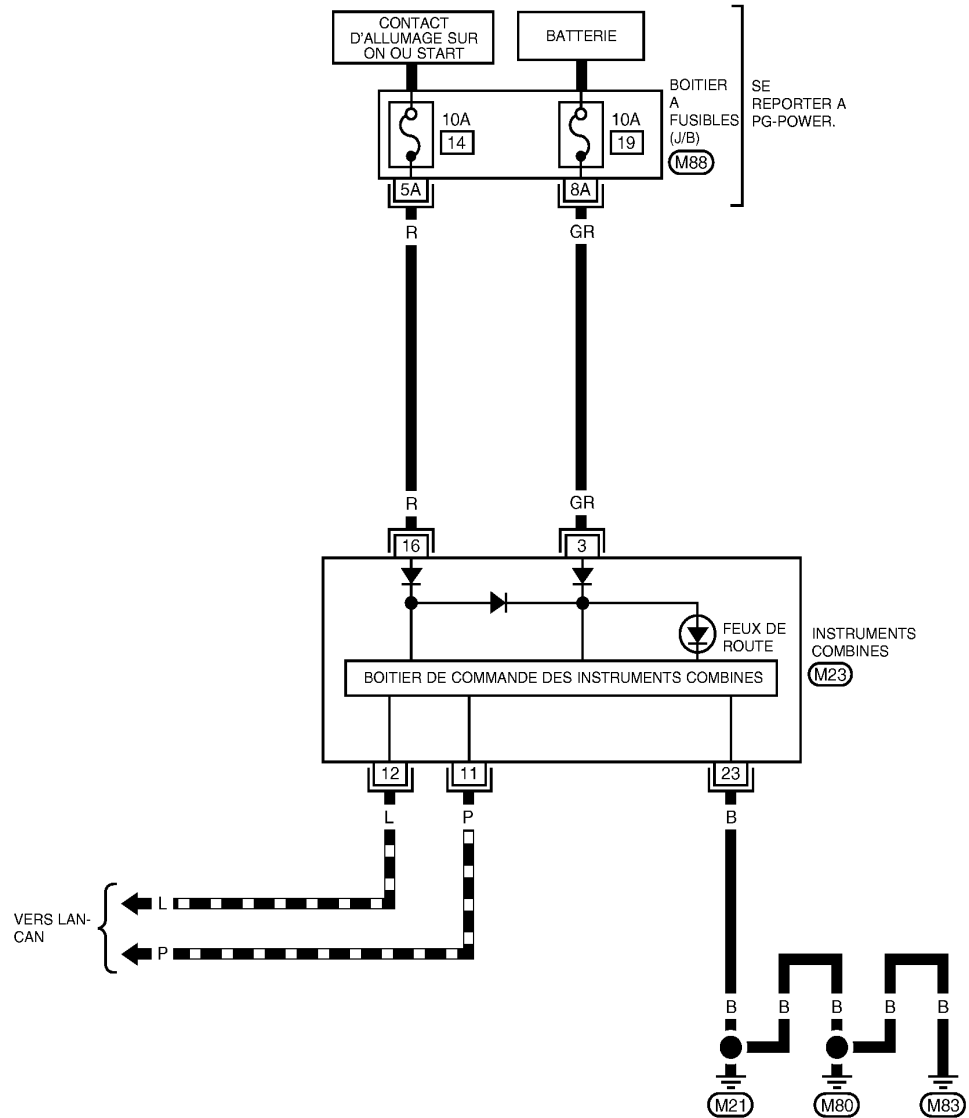 CONTACT
D'ALLUMAGE SUR
ON OU START
BATTERIE
BOITIER
A
FUSIBLES
(J/B)
M88
SE
REPORTER A
PG-POWER.
10A
14
10A
19
5A
8A
R
GR
R
GR
16
3
FEUX DE
ROUTE
INSTRUMENTS
COMBINES
M23
BOITIER DE COMMANDE DES INSTRUMENTS COMBINES
12
11
23
L
P
B
VERS LAN-
CAN
L
P
B
B
B
B
B
M21
M80
M83